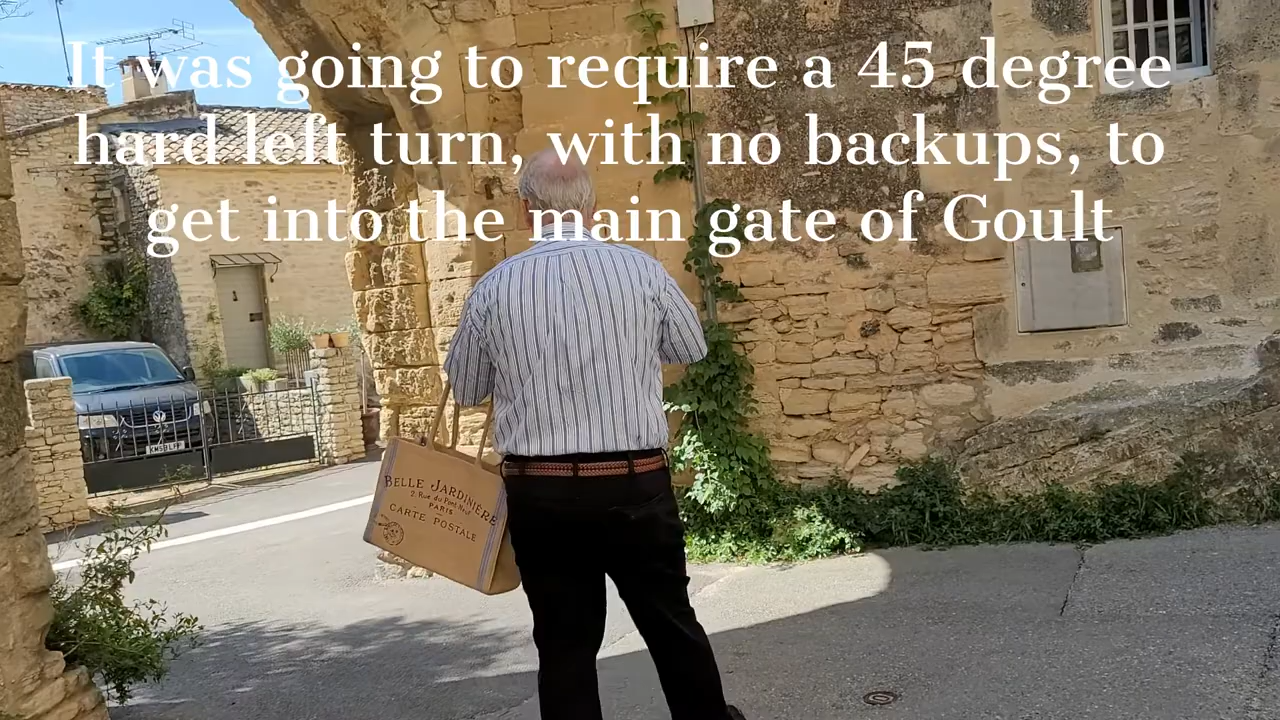 It was going to require a 45 degree
hard left turn, with no backups, to
get into the main gate of Goult
BELLE JARDINIÈRE
2. Rue du Pont Neuf
PARIS
CARTE POSTALE